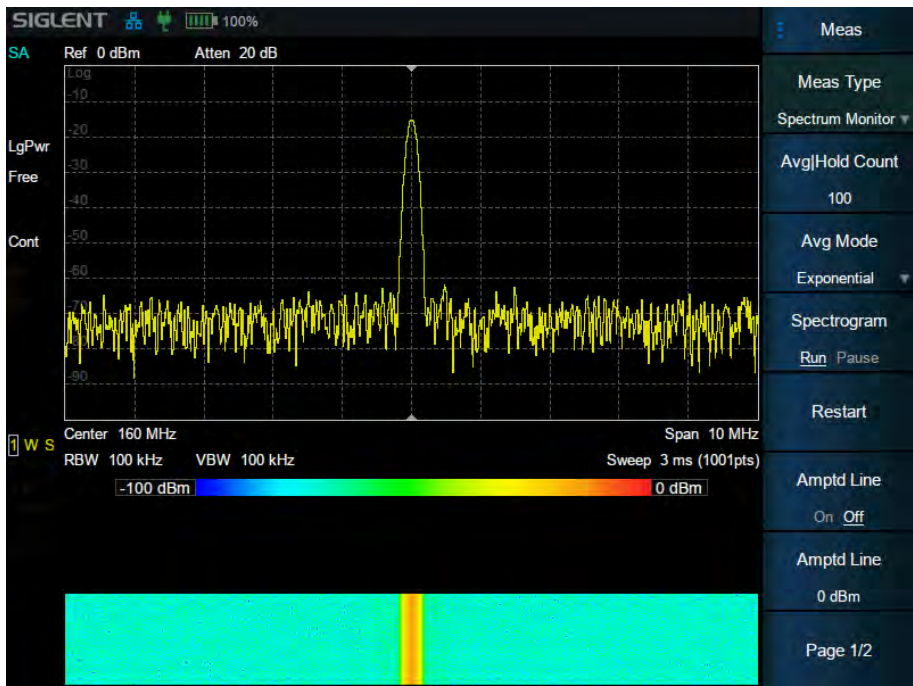 SIGLENT 100%
SA Ref 0 dBm Atten 20 dB
Log
-10
-20
LgPwr
-30
Free
-40
Cont
-50
-60
-70
-80
-90
1 W S
Center 160 MHz Span 10 MHz
RBW 100 kHz VBW 100 kHz Sweep 3 ms (1001pts)
-100 dBm 0 dBm
Meas
Meas Type
Spectrum Monitor
Avg|Hold Count
100
Avg Mode
Exponential
Spectrogram
Run Pause
Restart
Amptd Line
On Off
Amptd Line
0 dBm
Page 1/2